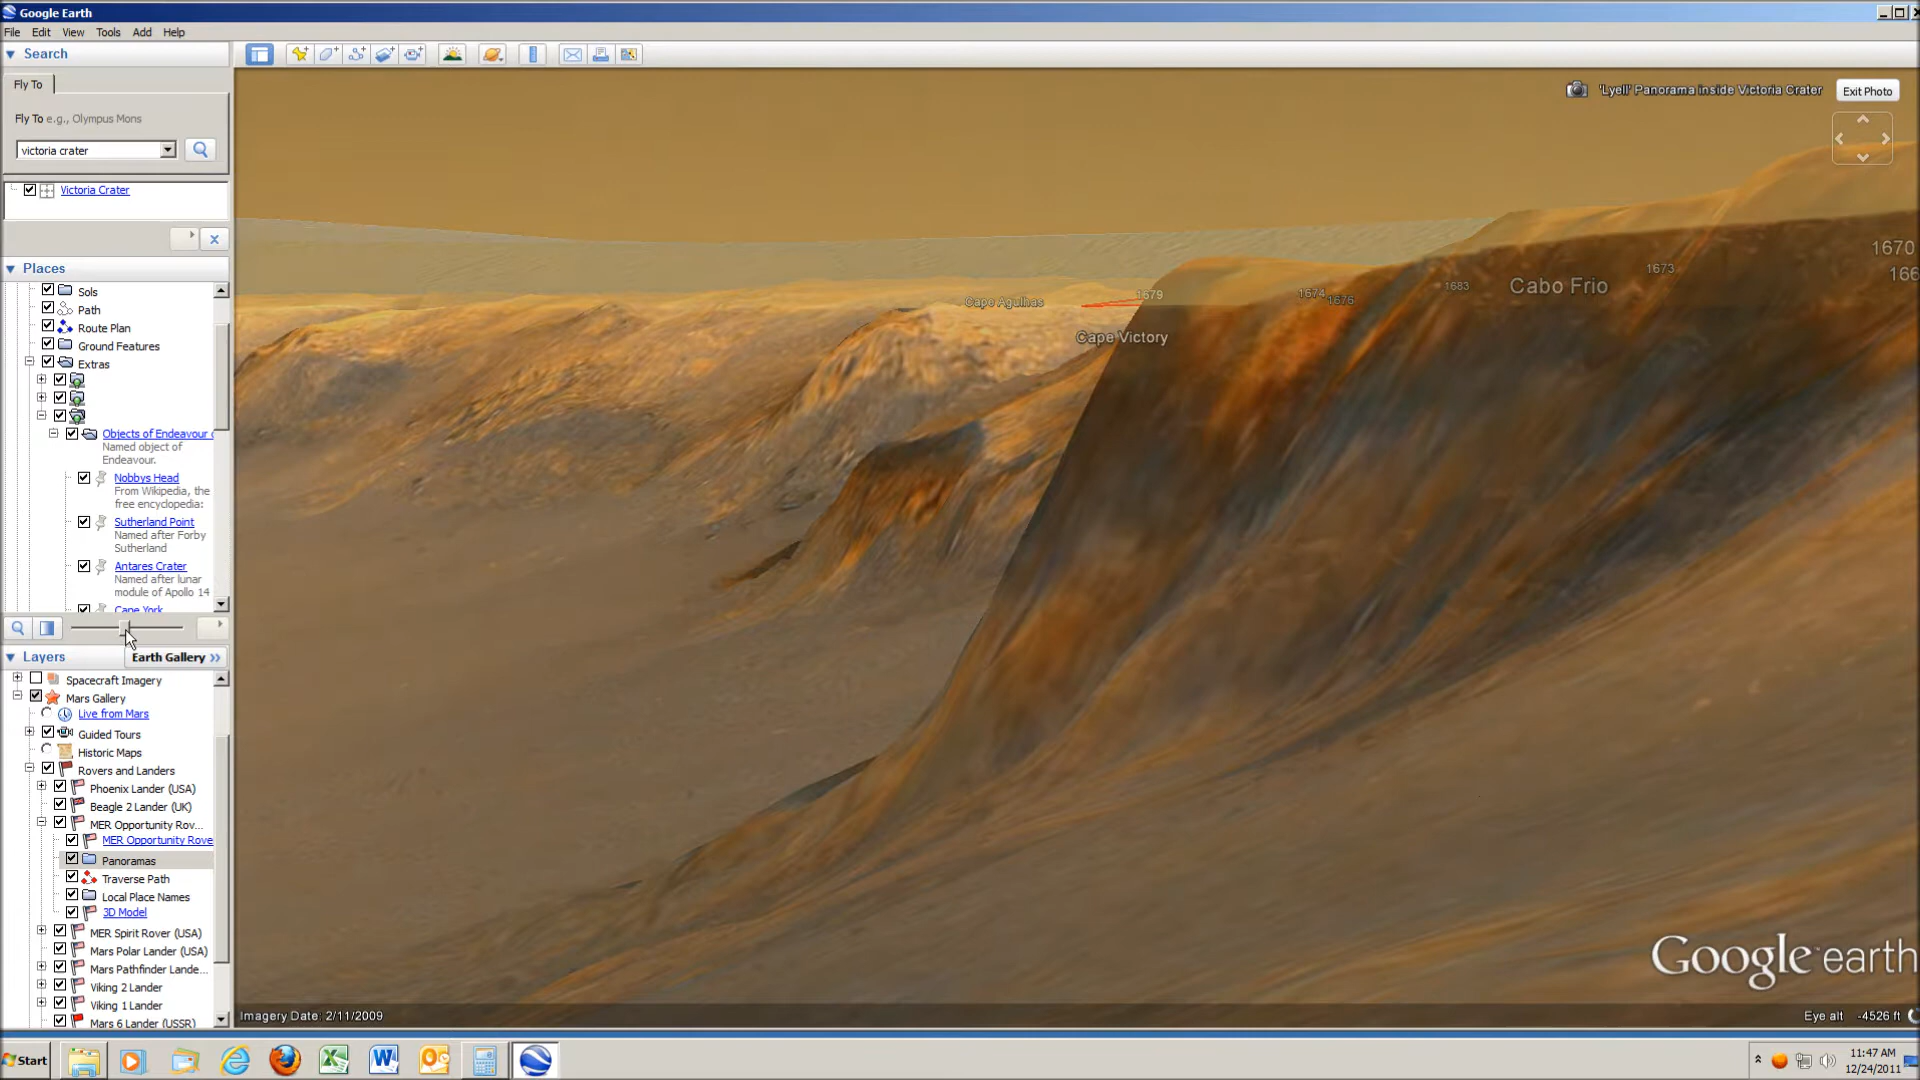 Google Earth
File Edit View Tools Add Help
Search
Fly To
Fly To e.g., Olympus Mons
victoria crater
Victoria Crater
Places
Sols
Path
Route Plan
Ground Features
Extras
Objects of Endeavour
Named object of
Endeavour.
Nobbys Head
From Wikipedia, the
free encyclopedia:
Sutherland Point
Named after Forby
Sutherland
Antares Crater
Named after lunar
module of Apollo 14
Cape York
Layers
Earth Gallery >>
Spacecraft Imagery
Mars Gallery
Live from Mars
Guided Tours
Historic Maps
Rovers and Landers
Phoenix Lander (USA)
Beagle 2 Lander (UK)
MER Opportunity Rov...
MER Opportunity Rove
Panoramas
Traverse Path
Local Place Names
3D Model
MER Spirit Rover (USA)
Mars Polar Lander (USA)
Mars Pathfinder Lande...
Viking 2 Lander
Viking 1 Lander
Mars 6 Lander (USSR)
'Lyell' Panorama inside Victoria Crater
Exit Photo
1670
166
1673
1683
Cabo Frio
1674
1676
1679
Cape Agulhas
Cape Victory
Google earth
Imagery Date: 2/11/2009
Eye alt -4526 ft
Start
11:47 AM
12/24/2011